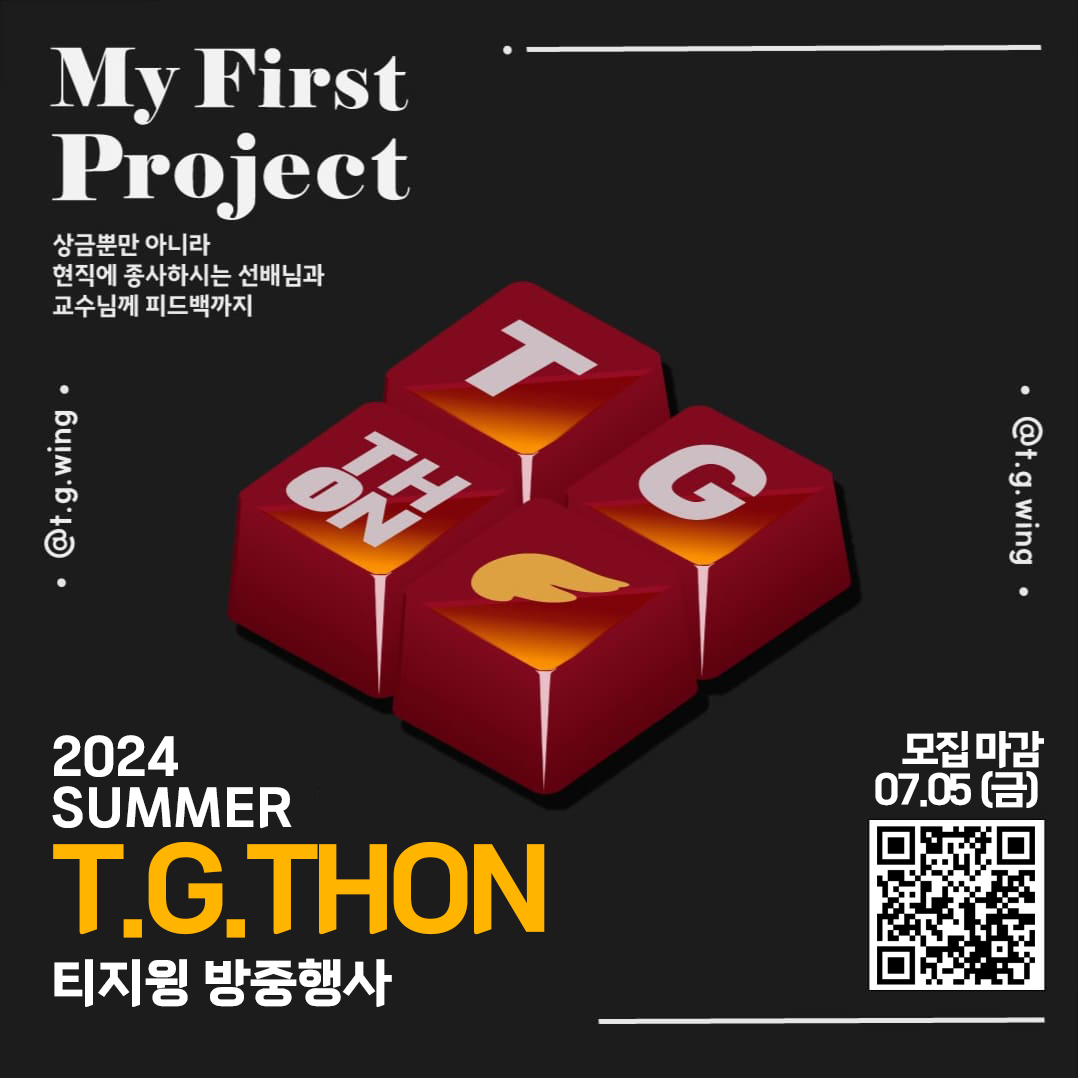 My First
Project
상금뿐만 아니라
현직에 종사하시는 선배님과
교수님께 피드백까지
@t.g.wing
@t.g.wing
T
G
TH
ON
2024
SUMMER
T.G.THON
티지윙 방중행사
모집 마감
07.05 (금)